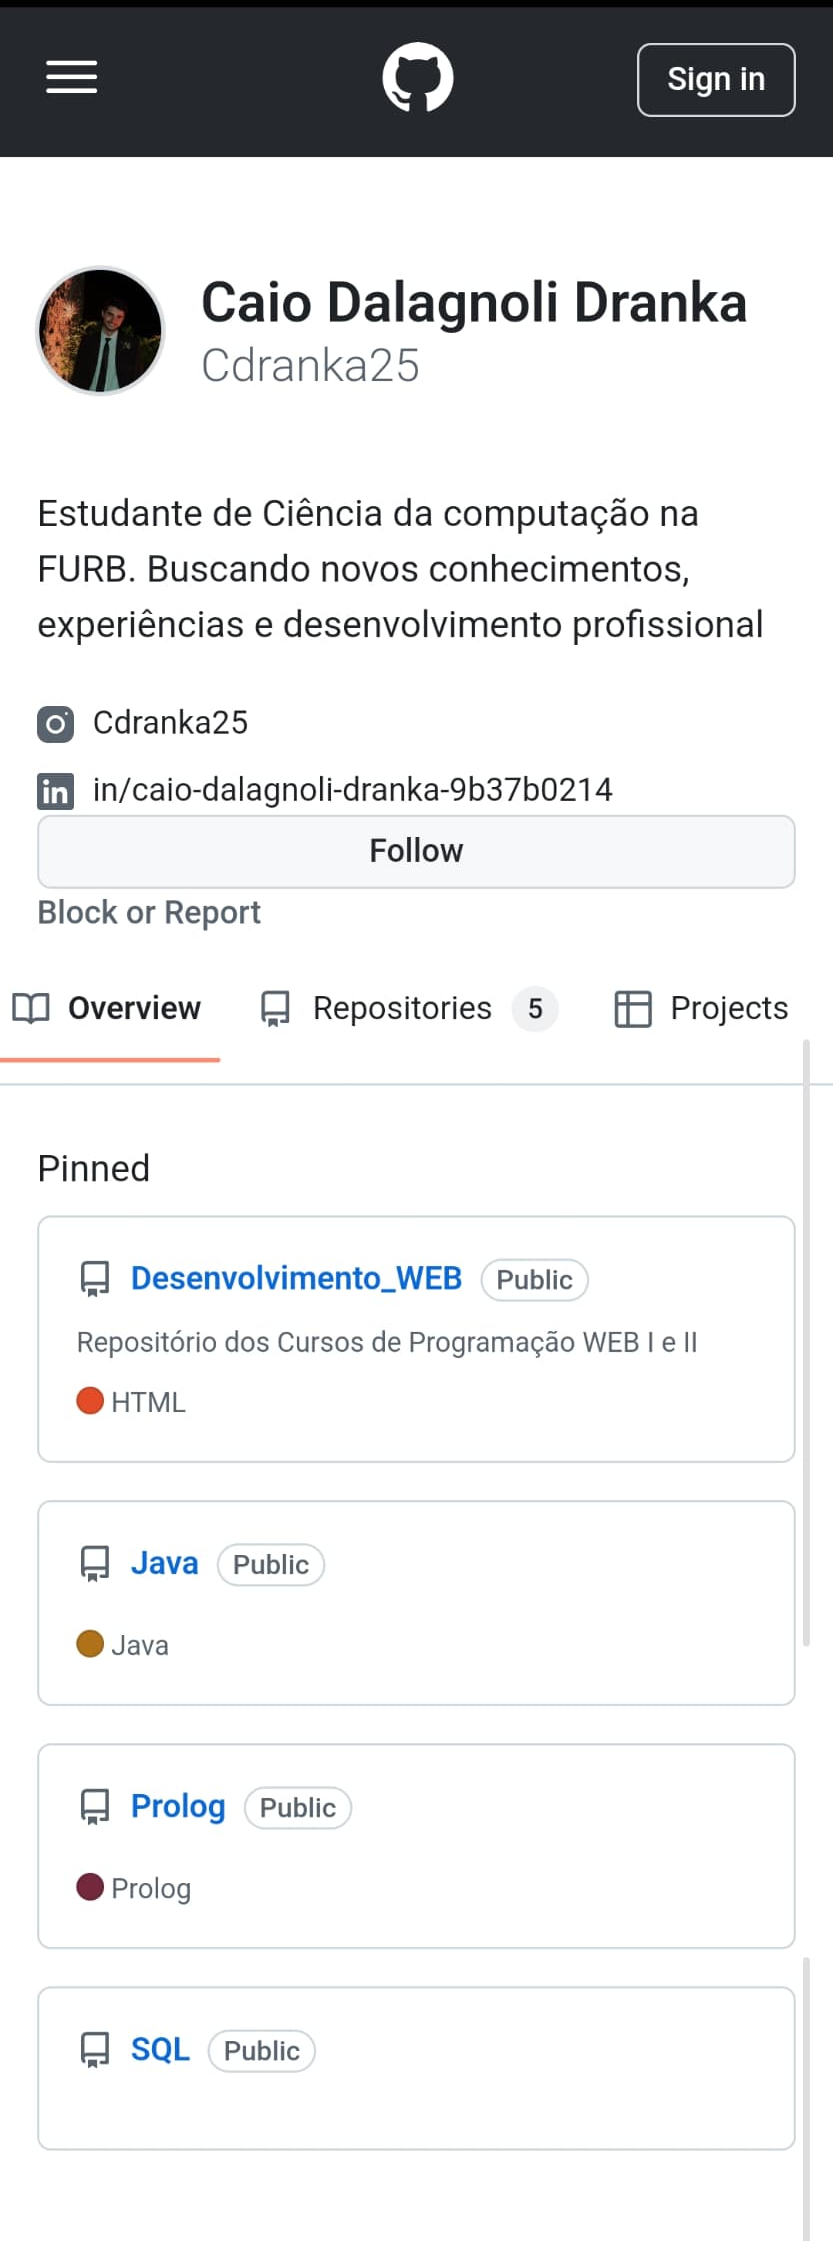 Sign in
Caio Dalagnoli Dranka
Cdranka25
Estudante de Ciência da computação na
FURB. Buscando novos conhecimentos,
experiências e desenvolvimento profissional
Cdranka25
in/caio-dalagnoli-dranka-9b37b0214
Follow
Block or Report
Overview Repositories 5 Projects
Pinned
Desenvolvimento_WEB Public
Repositório dos Cursos de Programação WEB I e II
HTML
Java Public
Java
Prolog Public
Prolog
SQL Public